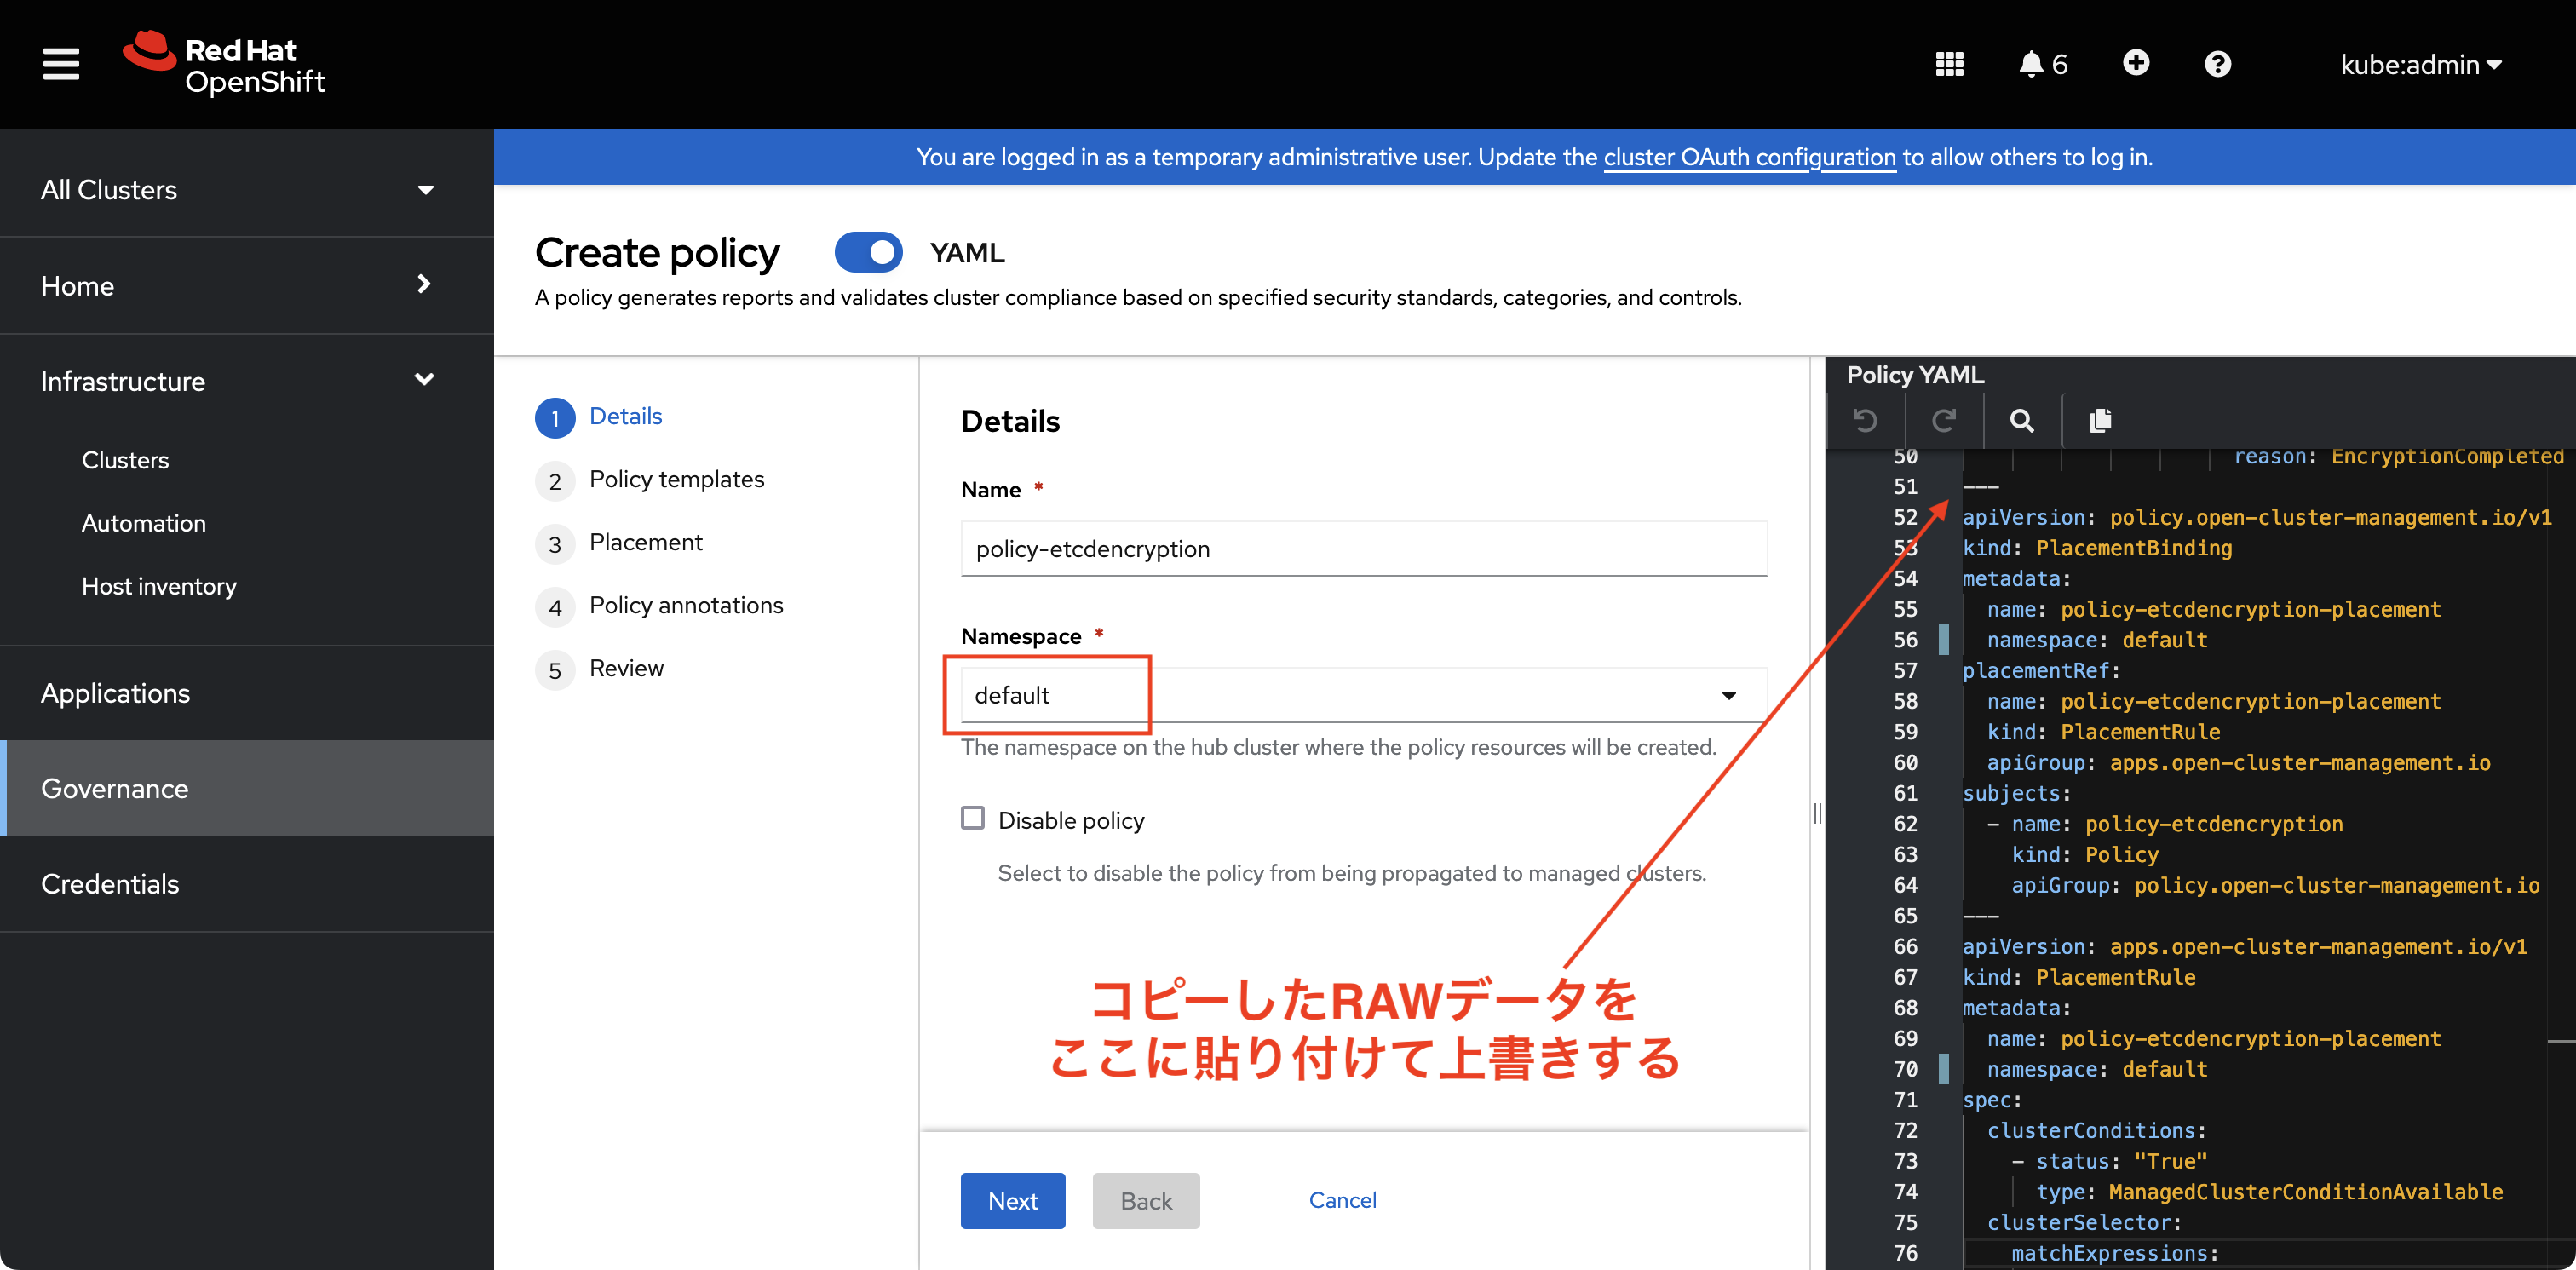 Red Hat
OpenShift
6
kube:admin
You are logged in as a temporary administrative user. Update the cluster OAuth configuration to allow others to log in.
All Clusters
Home
Infrastructure
Clusters
Automation
Host inventory
Applications
Governance
Credentials
Create policy
YAML
A policy generates reports and validates cluster compliance based on specified security standards, categories, and controls.
1 Details
2 Policy templates
3 Placement
4 Policy annotations
5 Review
Details
Name *
policy-etcdencryption
Namespace *
default
The namespace on the hub cluster where the policy resources will be created.
Disable policy
Select to disable the policy from being propagated to managed clusters.
コピーしたRAWデータを
ここに貼り付けて上書きする
Next
Back
Cancel
Policy YAML
50 reason: EncryptionCompleted
51 ---
52 apiVersion: policy.open-cluster-management.io/v1
53 kind: PlacementBinding
54 metadata:
55 name: policy-etcdencryption-placement
56 namespace: default
57 placementRef:
58 name: policy-etcdencryption-placement
59 kind: PlacementRule
60 apiGroup: apps.open-cluster-management.io
61 subjects:
62 - name: policy-etcdencryption
63 kind: Policy
64 apiGroup: policy.open-cluster-management.io
65 ---
66 apiVersion: apps.open-cluster-management.io/v1
67 kind: PlacementRule
68 metadata:
69 name: policy-etcdencryption-placement
70 namespace: default
71 spec:
72 clusterConditions:
73 - status: "True"
74 type: ManagedClusterConditionAvailable
75 clusterSelector:
76 matchExpressions: